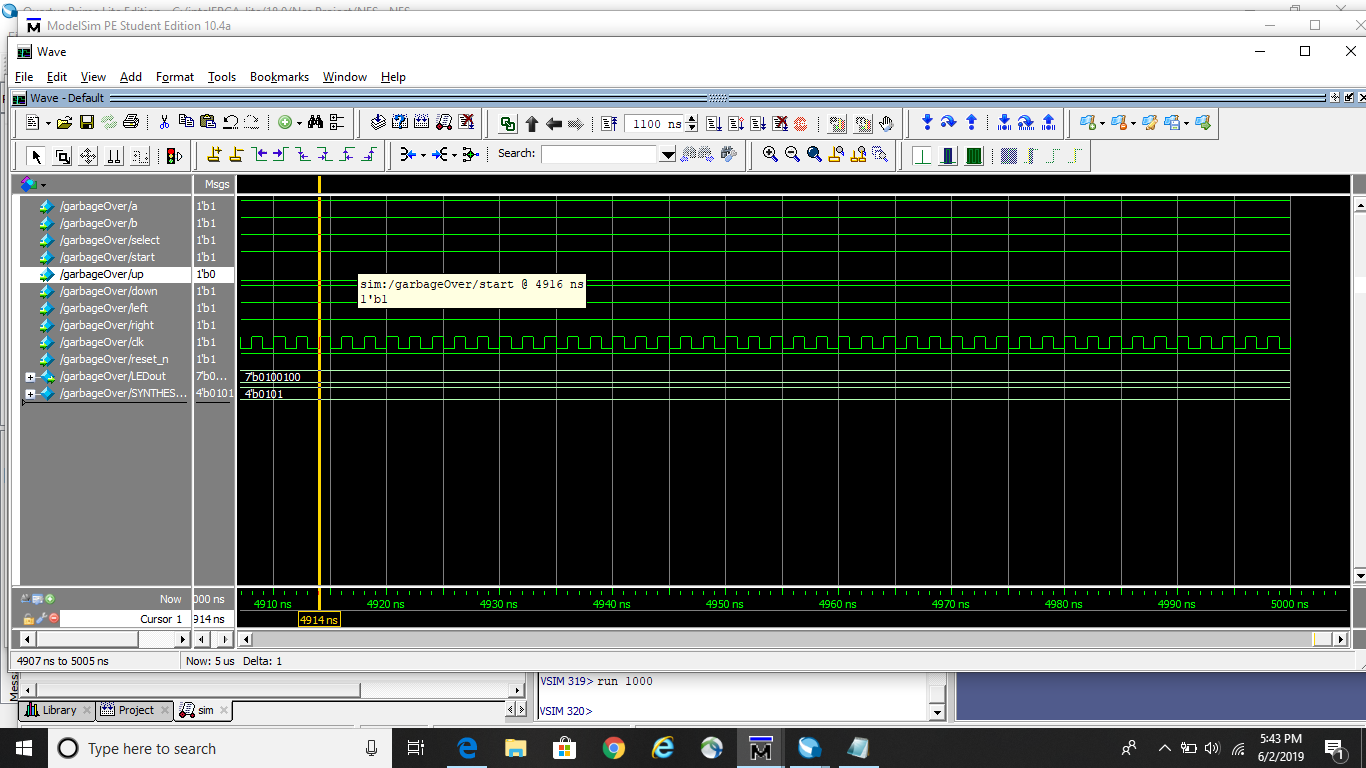 ModelSim PE Student Edition 10.4a
Wave
File Edit View Add Format Tools Bookmarks Window Help
Wave - Default
1100 ns
Search:
Msgs
/garbageOver/a 1'b1
/garbageOver/b 1'b1
/garbageOver/select 1'b1
/garbageOver/start 1'b1
/garbageOver/up 1'b0
/garbageOver/down 1'b1
/garbageOver/left 1'b1
/garbageOver/right 1'b1
/garbageOver/clk 1'b1
/garbageOver/reset_n 1'b1
/garbageOver/LEDout 7'b0... 7'b0100100
/garbageOver/SYNTHES... 4'b0101 4'b0101
sim:/garbageOver/start @ 4916 ns
1'b1
Now 000 ns 4910 ns 4920 ns 4930 ns 4940 ns 4950 ns 4960 ns 4970 ns 4980 ns 4990 ns 5000 ns
Cursor 1 914 ns 4914 ns
4907 ns to 5005 ns Now: 5 us Delta: 1
VSIM 319> run 1000
VSIM 320>
Library Project sim
Type here to search
5:43 PM
6/2/2019
1